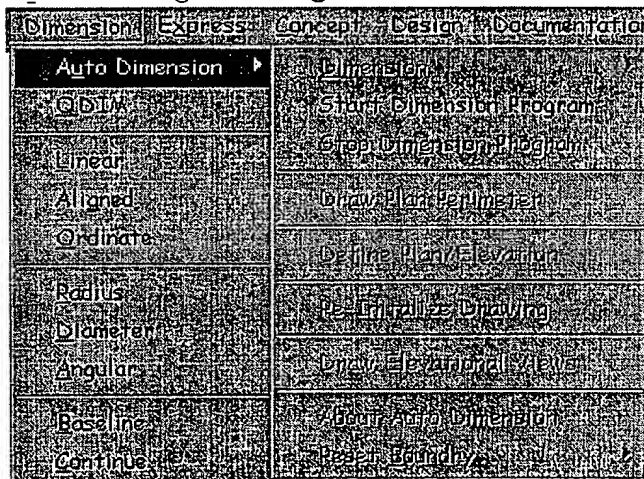 Dimension Express Concept Design Documentatio
Auto Dimension
QDIM
Linear
Aligned
Ordinate
Radius
Diameter
Angular
Baseline
Continue
Dimension
Start Dimension Program
Stop Dimension Program
Draw Plan Perimeter
Define Plan/Elevation
Re-Initialize Drawing
Draw Elevational Views
About Auto Dimension
Reset Boundry